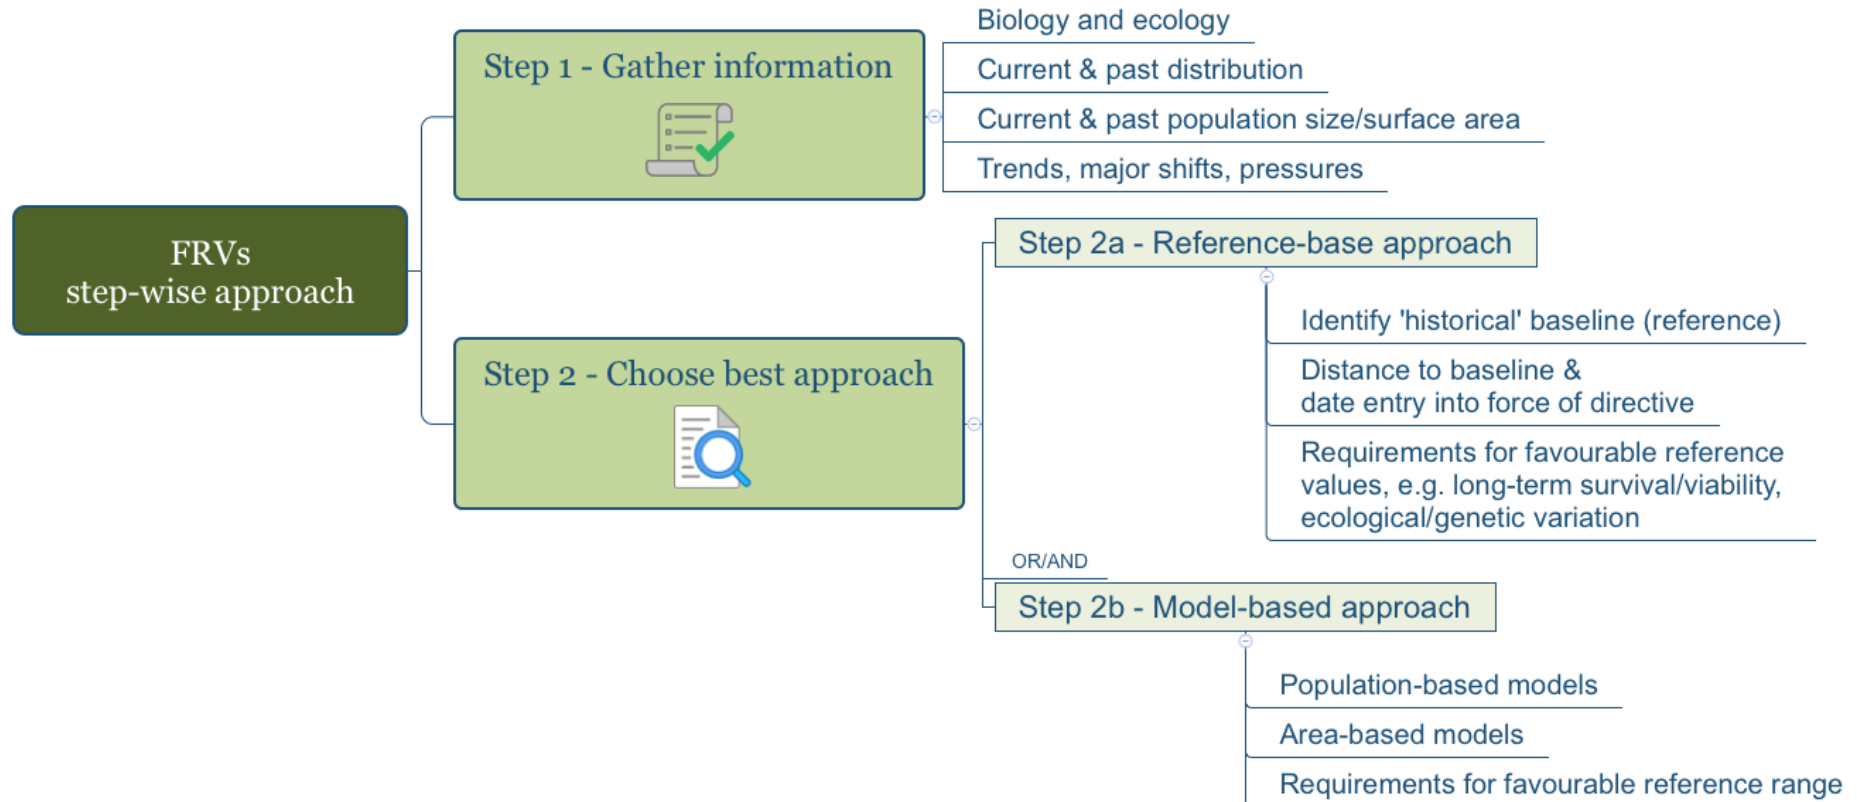 FRVs
step-wise approach
Step 1 - Gather information
Biology and ecology
Current & past distribution
Current & past population size/surface area
Trends, major shifts, pressures
Step 2 - Choose best approach
Step 2a - Reference-base approach
Identify 'historical' baseline (reference)
Distance to baseline &
date entry into force of directive
Requirements for favourable reference
values, e.g. long-term survival/viability,
ecological/genetic variation
OR/AND
Step 2b - Model-based approach
Population-based models
Area-based models
Requirements for favourable reference range